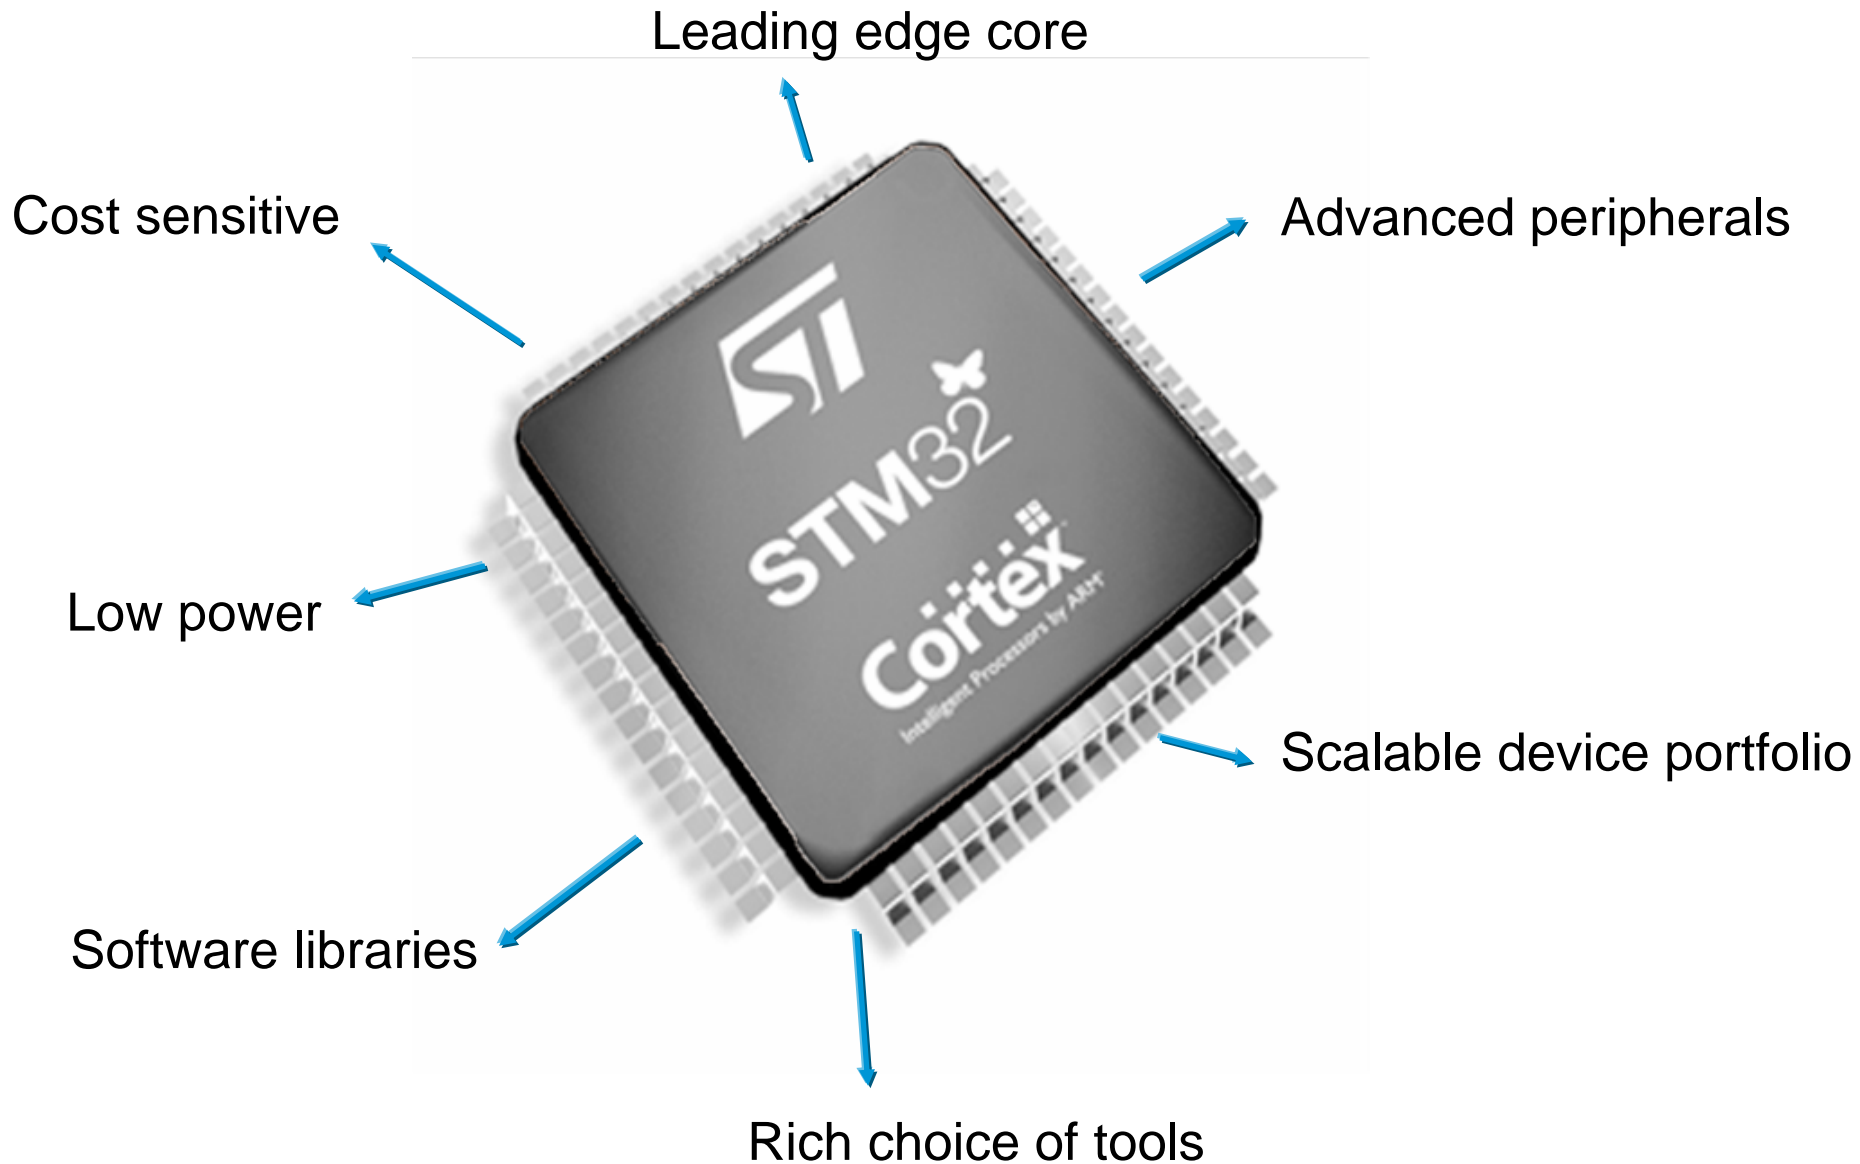 Leading edge core
Cost sensitive
Advanced peripherals
ST
STM32
Cortex
Intelligent Processors by ARM
Low power
Scalable device portfolio
Software libraries
Rich choice of tools